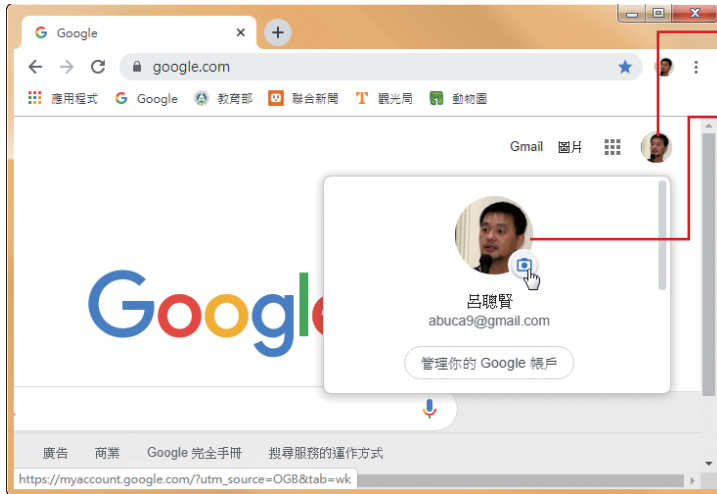 Google
google.com
應用程式 Google 教育部 聯合新聞 觀光局 動物園
Gmail 圖片
Google
呂聰賢
abuca9@gmail.com
管理你的 Google 帳戶
廣告 商業 Google 完全手冊 搜尋服務的運作方式
https://myaccount.google.com/?utm_source=OGB&tab=wk